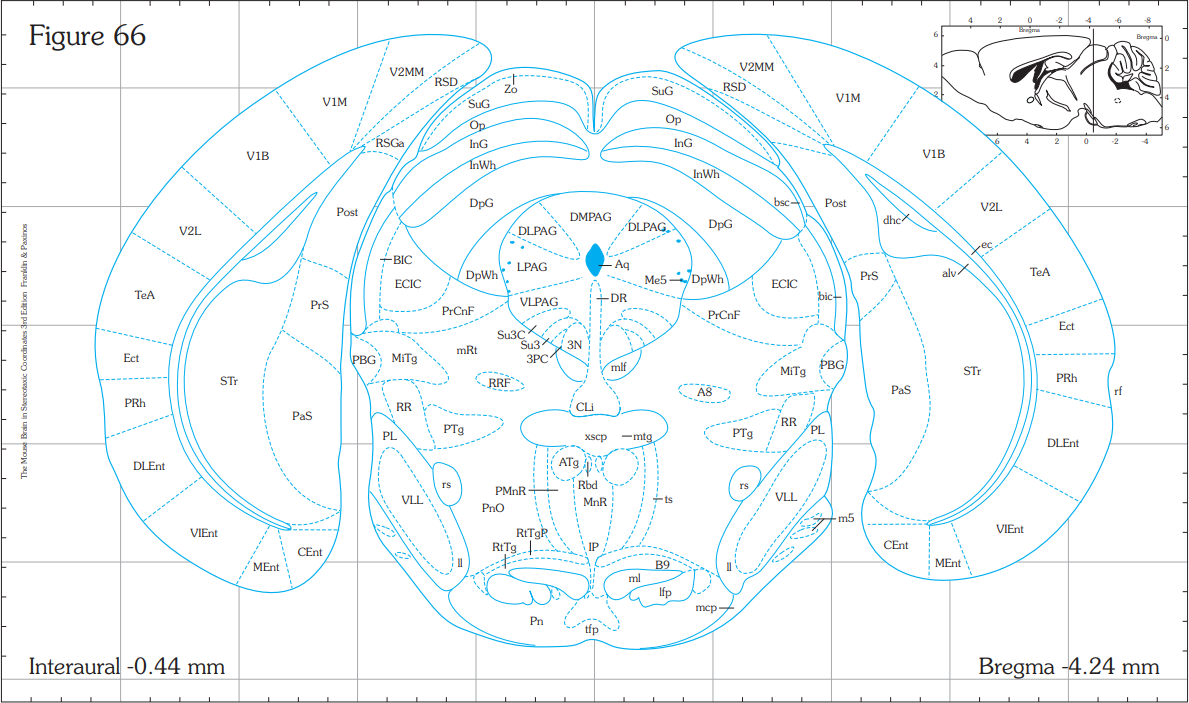 Figure 66
4 2 0 -2 -4 -6 -8
Bregma
Bregma
6
4
2
0
2
4
6
6 4 2 0 -2 -4
V2MM
RSD
V1M
RSGa
V1B
V2L
TeA
Ect
PRh
DLEnt
VIEnt
MEnt
CEnt
STr
PaS
PrS
Post
Zo
SuG
Op
InG
InWh
DpG
DpWh
BIC
ECIC
PrCnF
DMPAG
DLPAG
LPAG
VLPAG
Aq
DR
Su3C
Su3
3PC
3N
mlf
mRt
PBG
MiTg
RRF
RR
PTg
PL
VLL
rs
ll
CLi
xscp
mtg
ATg
Rbd
PMnR
MnR
PnO
ts
RtTgP
RtTg
IP
Pn
tfp
B9
ml
lfp
mcp
V2MM
RSD
V1M
V1B
V2L
TeA
Ect
PRh
rf
DLEnt
VIEnt
MEnt
CEnt
STr
PaS
PrS
Post
dhc
ec
alv
SuG
Op
InG
InWh
bsc
DpG
DLPAG
Me5
DpWh
ECIC
bic
PrCnF
PBG
MiTg
A8
RR
PTg
PL
VLL
rs
m5
ll
The Mouse Brain in Stereotaxic Coordinates 3rd Edition Franklin & Paxinos
Interaural -0.44 mm
Bregma -4.24 mm